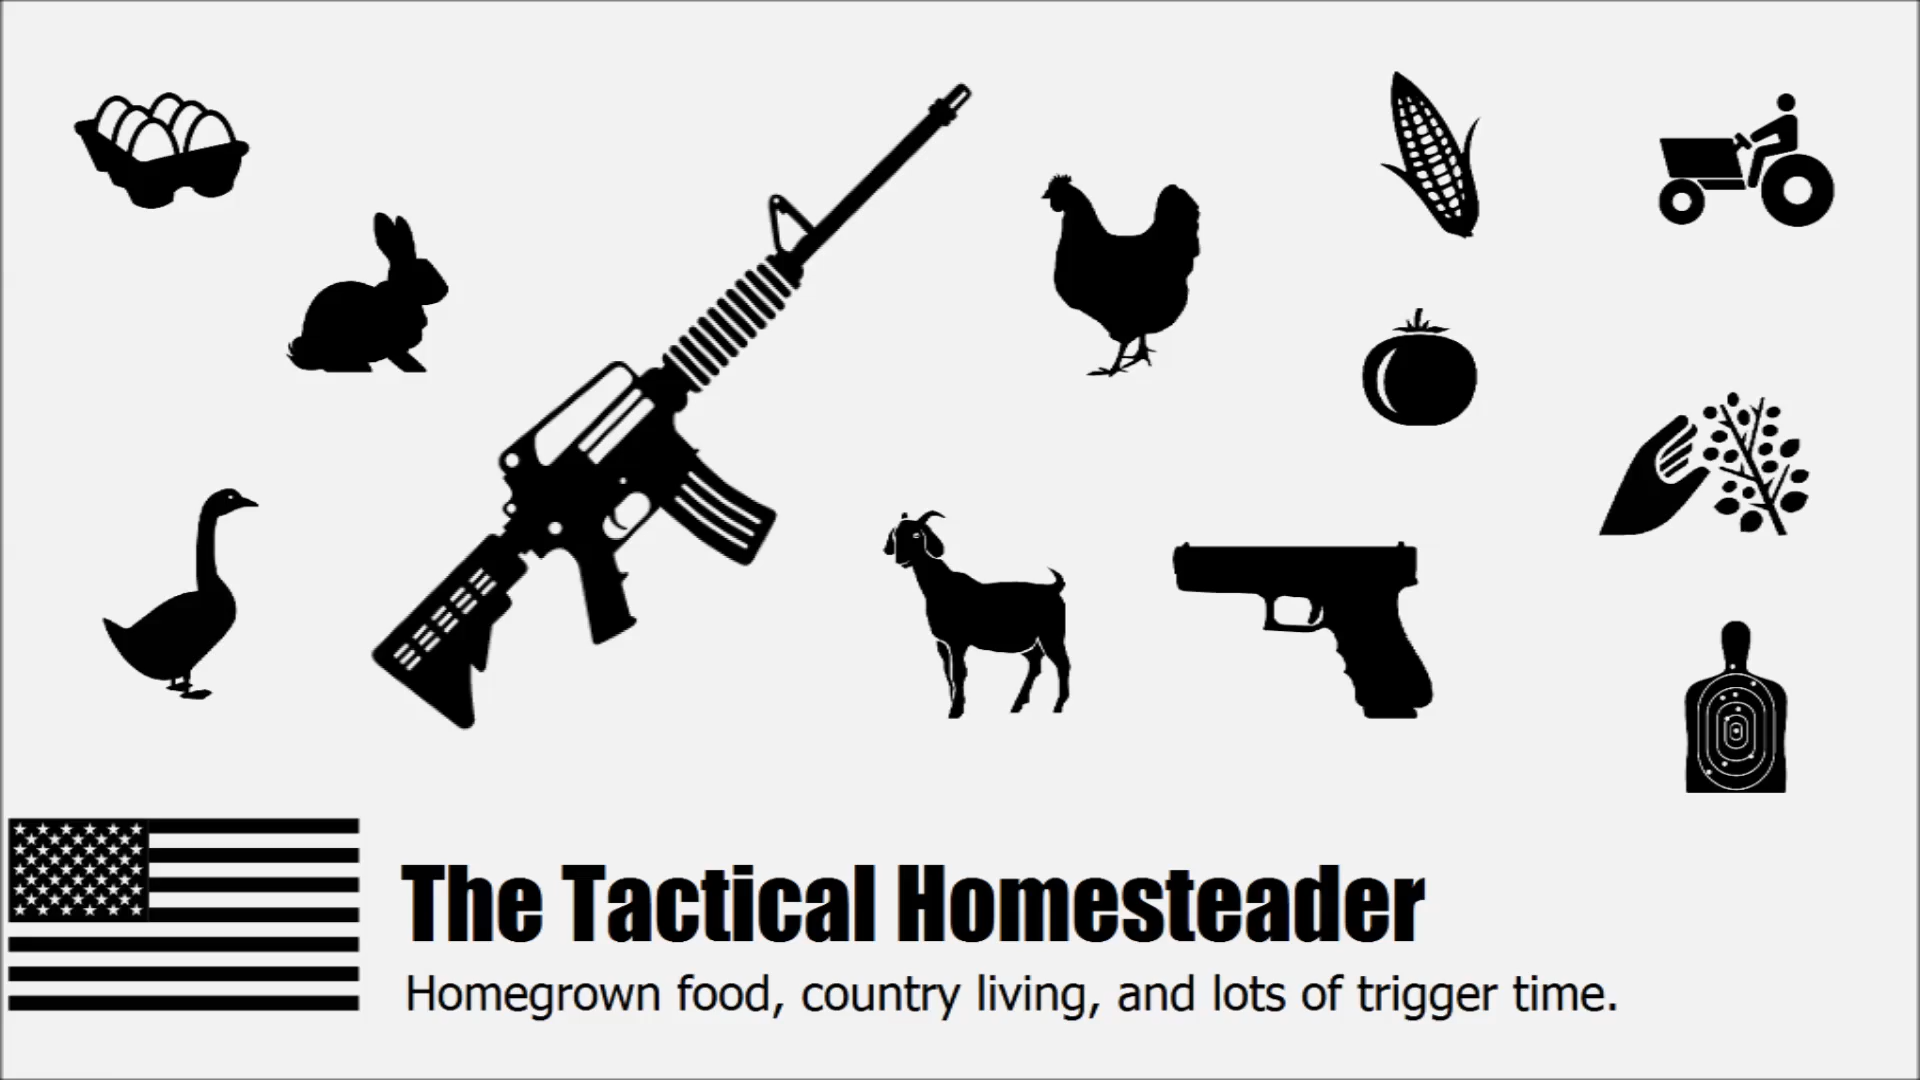 The Tactical Homesteader
Homegrown food, country living, and lots of trigger time.